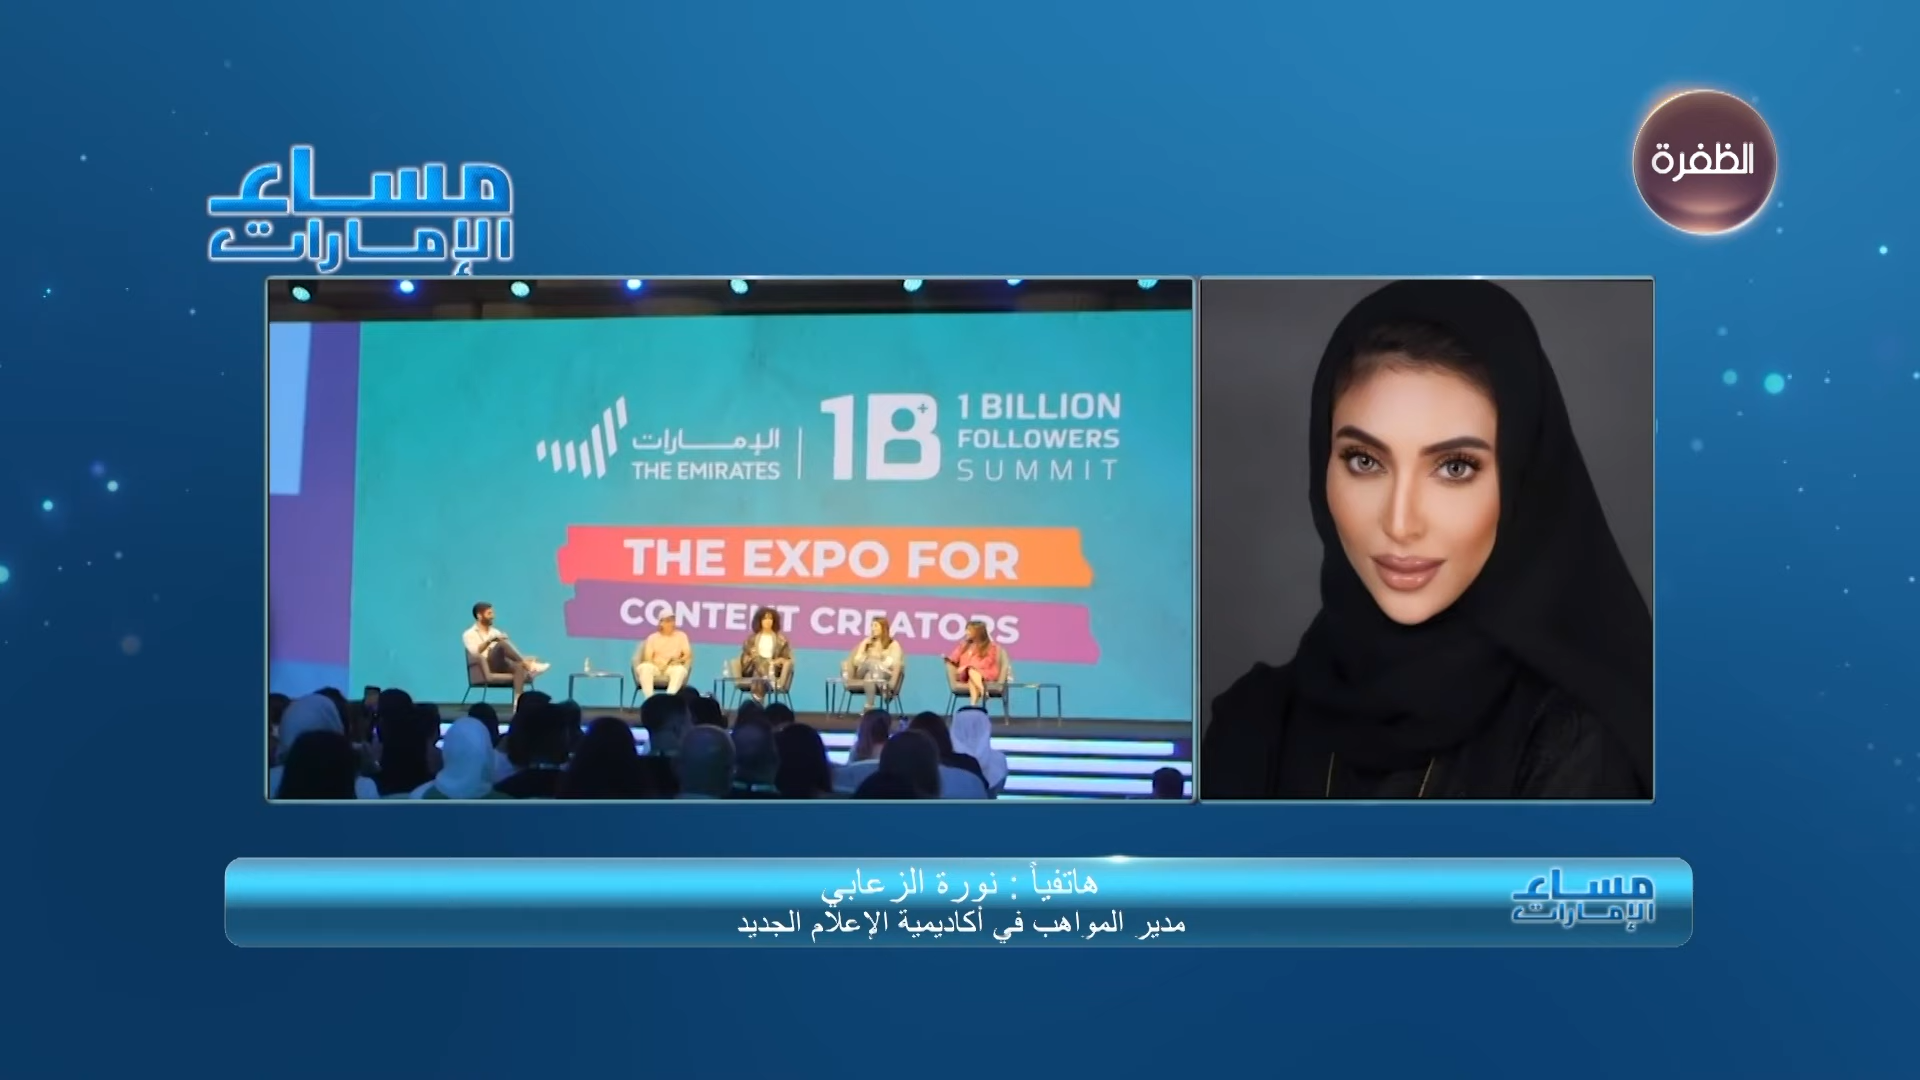 الظفرة
مساء
الإمارات
الإمارات
THE EMIRATES
1B
1 BILLION
FOLLOWERS
SUMMIT
THE EXPO FOR
CONTENT CREATORS
هاتفياً : نورة الزعابي
مدير المواهب في أكاديمية الإعلام الجديد
مساء
الإمارات